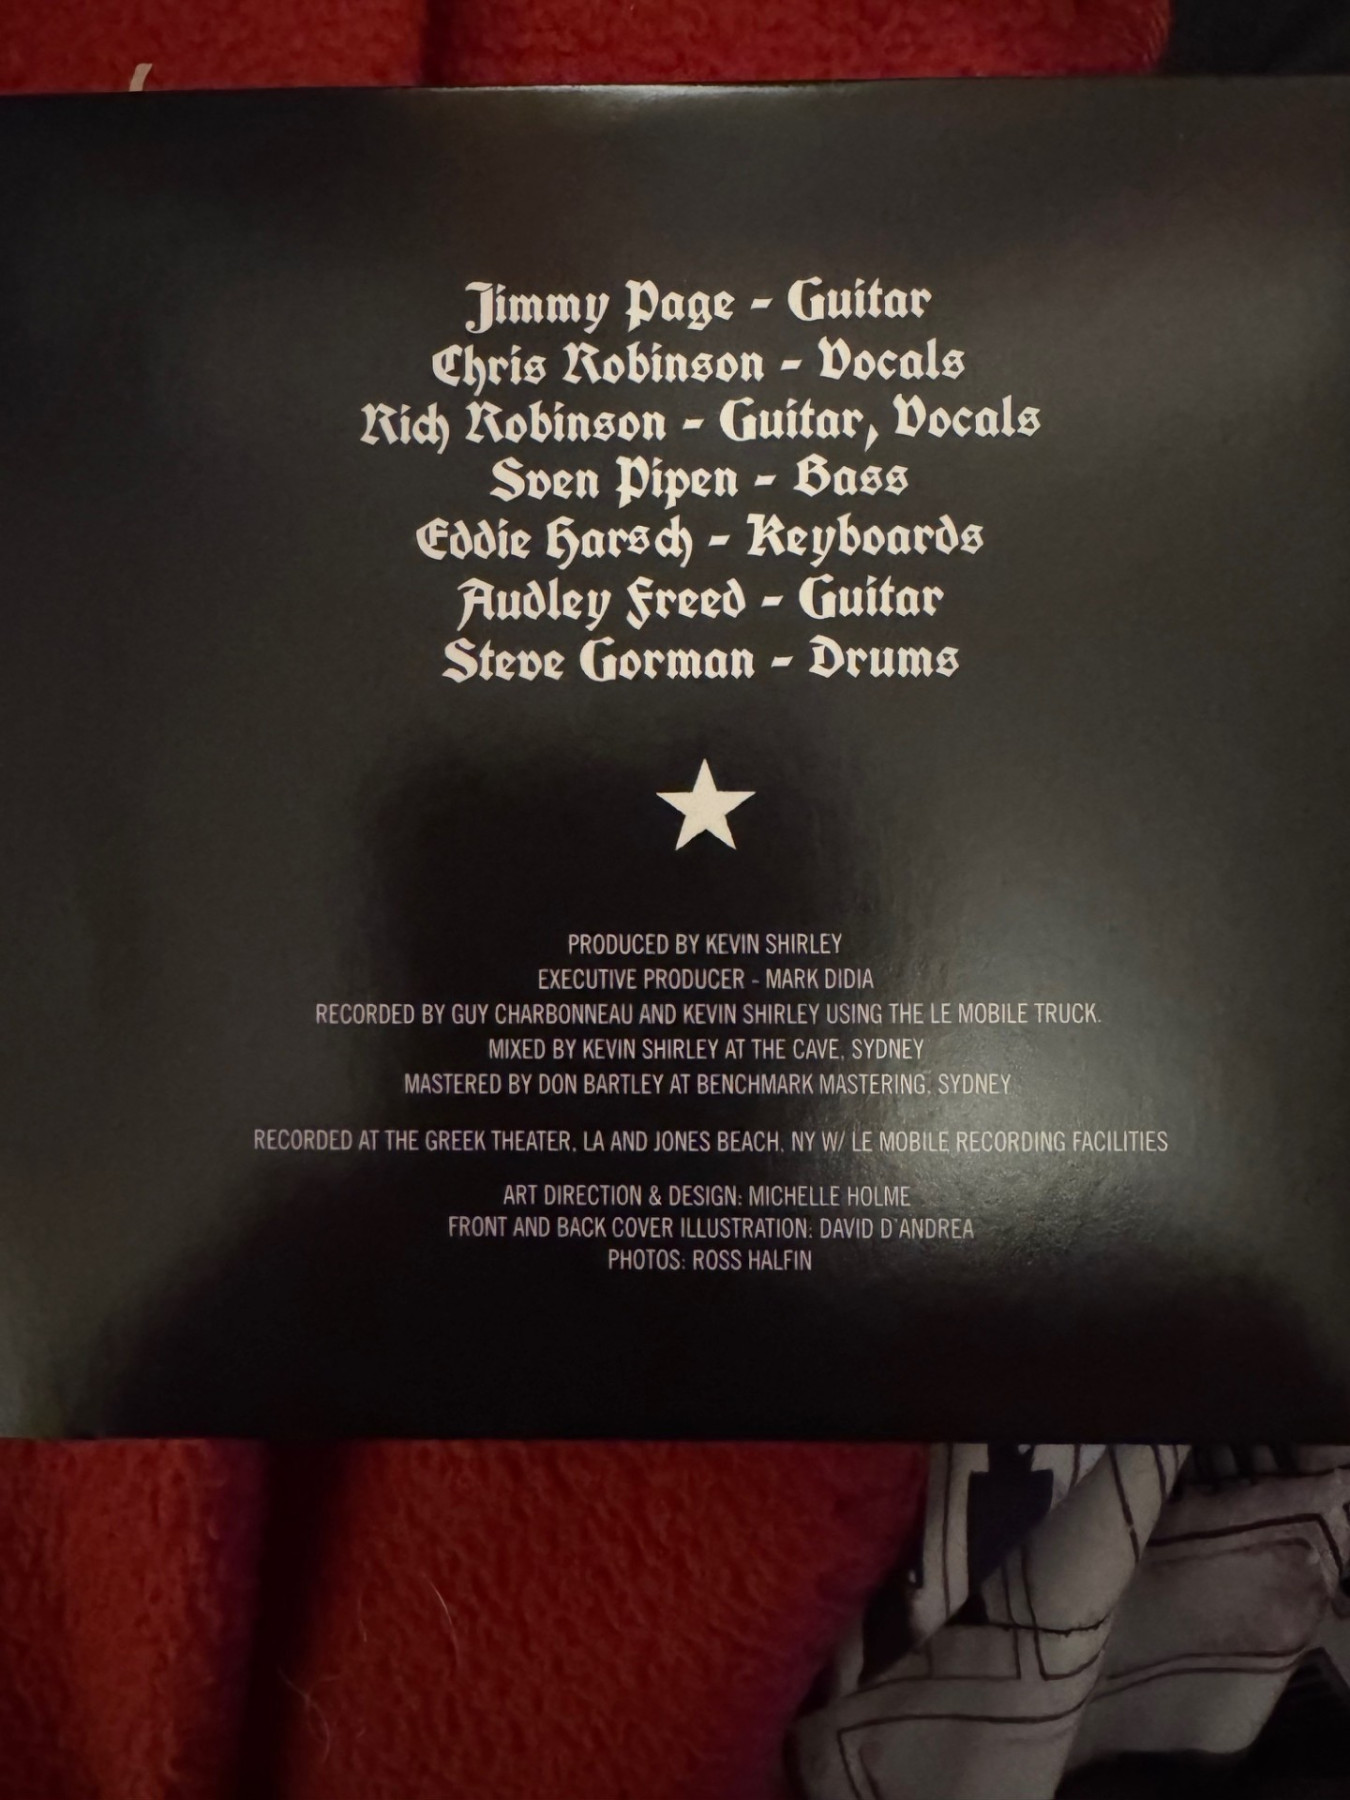 Jimmy Page - Guitar
Chris Robinson - Vocals
Rich Robinson - Guitar, Vocals
Sven Pipen - Bass
Eddie Harsch - Keyboards
Audley Freed - Guitar
Steve Gorman - Drums
PRODUCED BY KEVIN SHIRLEY
EXECUTIVE PRODUCER - MARK DIDIA
RECORDED BY GUY CHARBONNEAU AND KEVIN SHIRLEY USING THE LE MOBILE TRUCK.
MIXED BY KEVIN SHIRLEY AT THE CAVE, SYDNEY
MASTERED BY DON BARTLEY AT BENCHMARK MASTERING, SYDNEY
RECORDED AT THE GREEK THEATER, LA AND JONES BEACH, NY W/ LE MOBILE RECORDING FACILITIES
ART DIRECTION & DESIGN: MICHELLE HOLME
FRONT AND BACK COVER ILLUSTRATION: DAVID D'ANDREA
PHOTOS: ROSS HALFIN